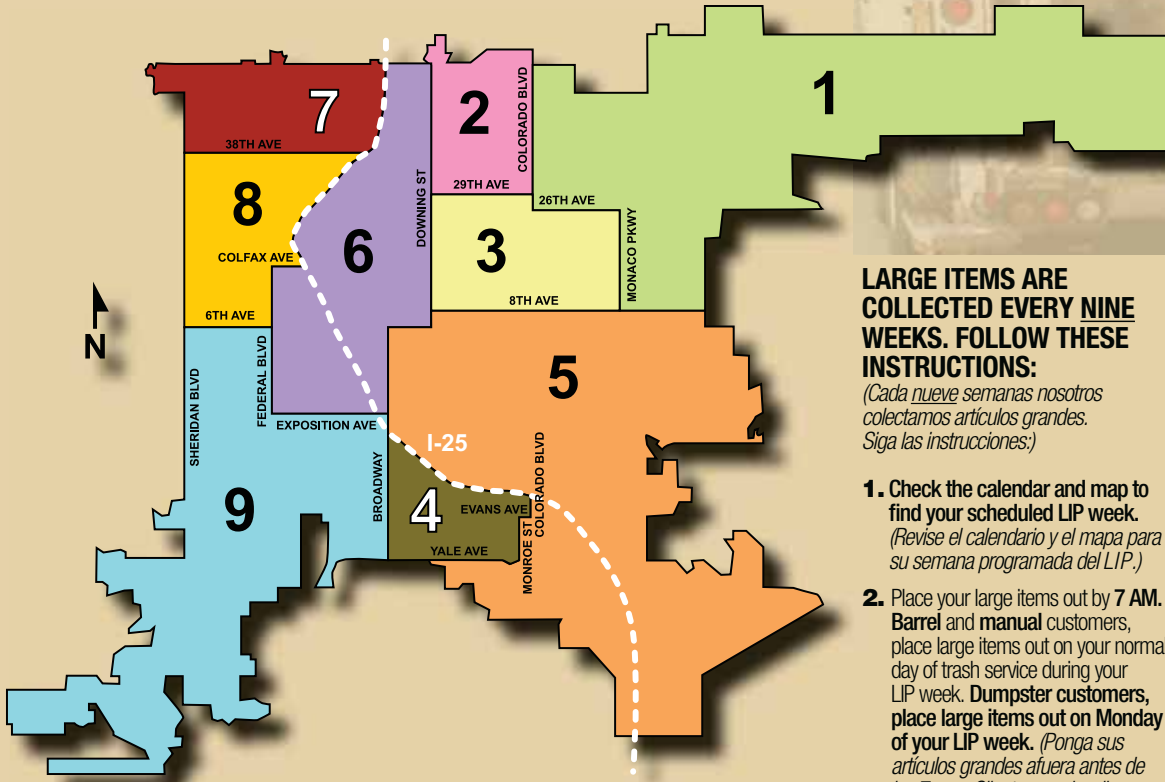 7
38TH AVE
2
COLORADO BLVD
29TH AVE
1
26TH AVE
8
COLFAX AVE
6TH AVE
6
DOWNING ST
3
8TH AVE
MONACO PKWY
N
SHERIDAN BLVD
FEDERAL BLVD
EXPOSITION AVE
BROADWAY
9
I-25
5
4
EVANS AVE
YALE AVE
MONROE ST
COLORADO BLVD
LARGE ITEMS ARE
COLLECTED EVERY NINE
WEEKS. FOLLOW THESE
INSTRUCTIONS:
(Cada nueve semanas nosotros
colectamos artículos grandes.
Siga las instrucciones:)
1. Check the calendar and map to
find your scheduled LIP week.
(Revise el calendario y el mapa para
su semana programada del LIP.)
2. Place your large items out by 7 AM.
Barrel and manual customers,
place large items out on your norma
day of trash service during your
LIP week. Dumpster customers,
place large items out on Monday
of your LIP week. (Ponga sus
artículos grandes afuera antes de